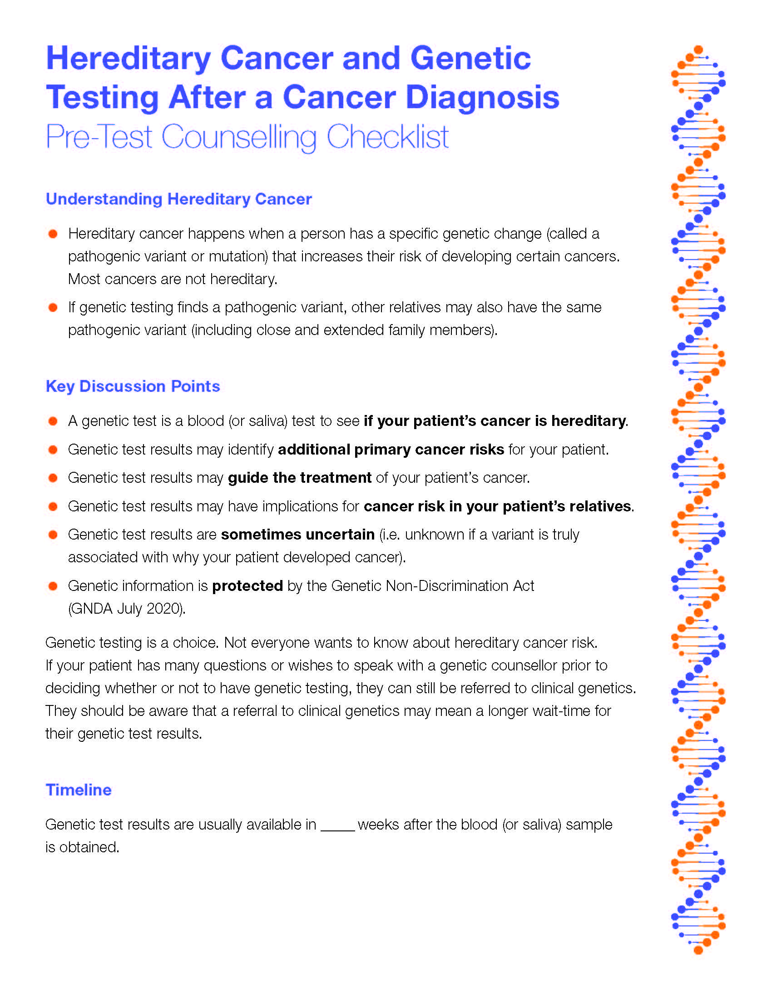 Hereditary Cancer and Genetic
Testing After a Cancer Diagnosis
Pre-Test Counselling Checklist
Understanding Hereditary Cancer
Hereditary cancer happens when a person has a specific genetic change (called a
pathogenic variant or mutation) that increases their risk of developing certain cancers.
Most cancers are not hereditary.
If genetic testing finds a pathogenic variant, other relatives may also have the same
pathogenic variant (including close and extended family members).
Key Discussion Points
A genetic test is a blood (or saliva) test to see if your patient's cancer is hereditary.
Genetic test results may identify additional primary cancer risks for your patient.
Genetic test results may guide the treatment of your patient's cancer.
Genetic test results may have implications for cancer risk in your patient's relatives.
Genetic test results are sometimes uncertain (i.e. unknown if a variant is truly
associated with why your patient developed cancer).
Genetic information is protected by the Genetic Non-Discrimination Act
(GNDA July 2020).
Genetic testing is a choice. Not everyone wants to know about hereditary cancer risk.
If your patient has many questions or wishes to speak with a genetic counsellor prior to
deciding whether or not to have genetic testing, they can still be referred to clinical genetics.
They should be aware that a referral to clinical genetics may mean a longer wait-time for
their genetic test results.
Timeline
Genetic test results are usually available in ____ weeks after the blood (or saliva) sample
is obtained.